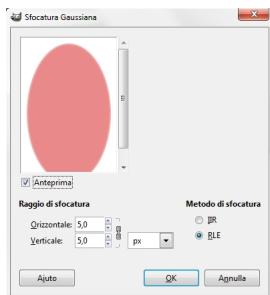 Sfocatura Gaussiana
Anteprima
Raggio di sfocatura
Metodo di sfocatura
Orizzontale: 5,0
IIR
Verticale: 5,0 px
RLE
Aiuto OK Annulla